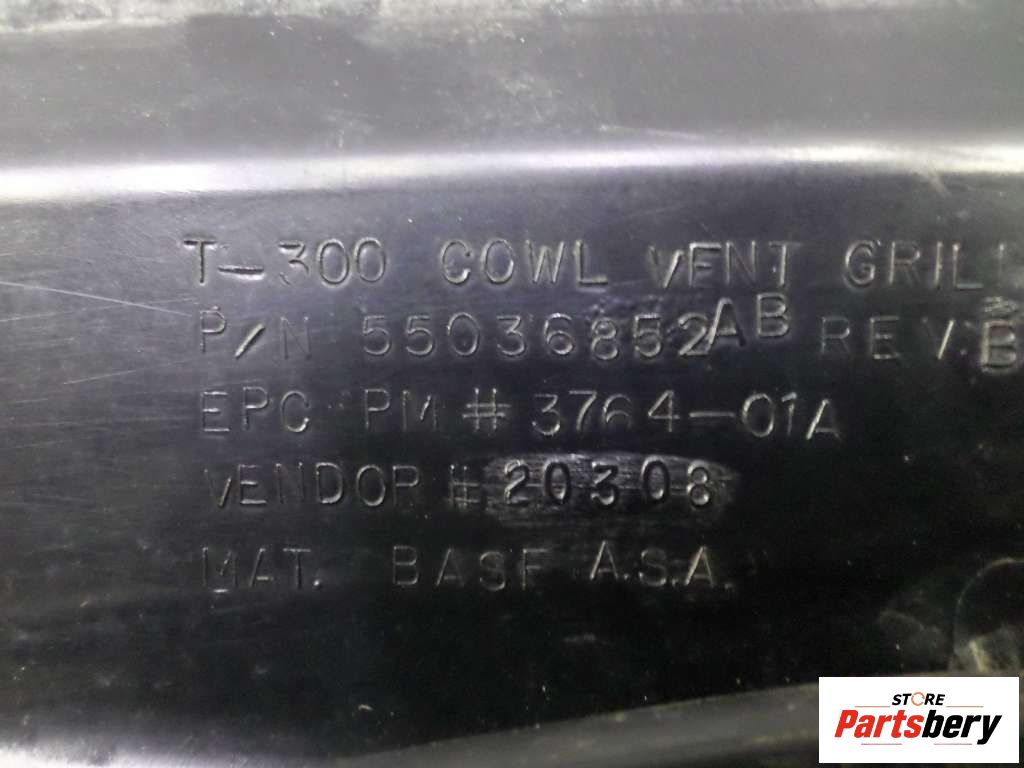 T-300 COWL VENT GRILL
P/N 55036852AB REV.B
EPC PM # 3764-01A
VENDOR # 20308
MAT. BASF A.S.A.
STORE
Partsbery